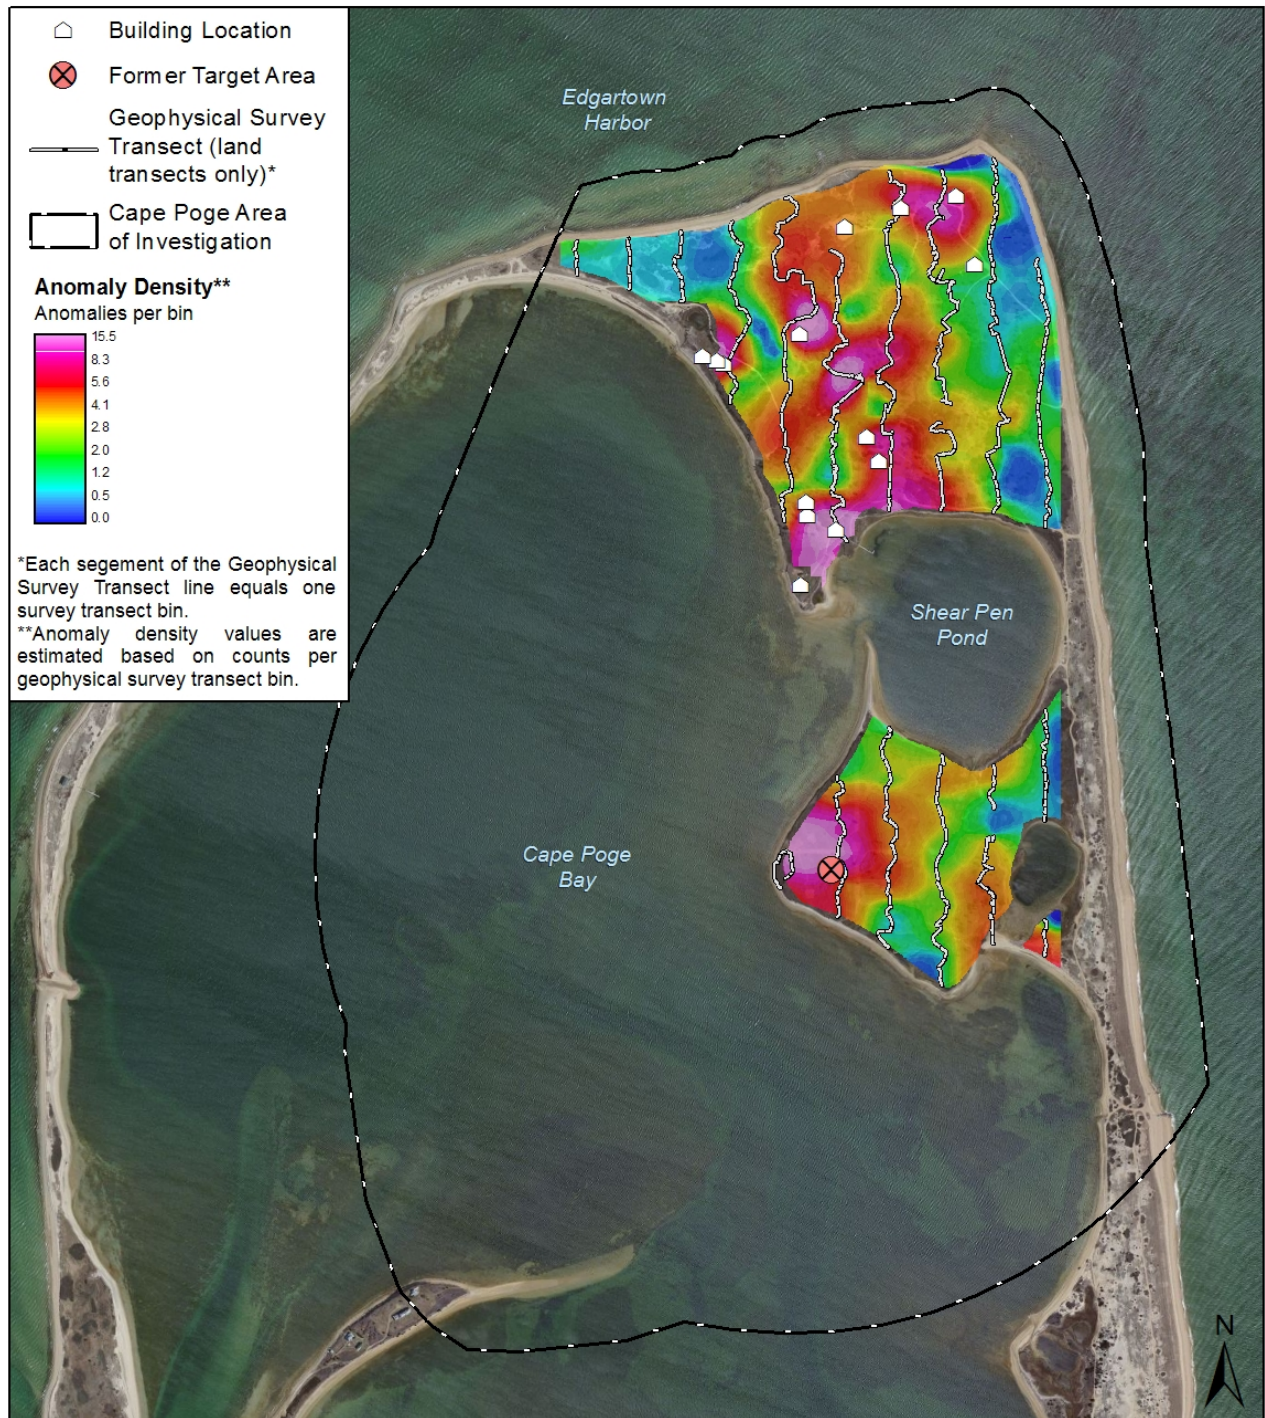 Building Location
Former Target Area
Geophysical Survey
Transect (land
transects only)*
Cape Poge Area
of Investigation
Anomaly Density**
Anomalies per bin
15.5
8.3
5.6
4.1
2.8
2.0
1.2
0.5
0.0
*Each segement of the Geophysical
Survey Transect line equals one
survey transect bin.
**Anomaly density values are
estimated based on counts per
geophysical survey transect bin.
Edgartown
Harbor
Shear Pen
Pond
Cape Poge
Bay
N